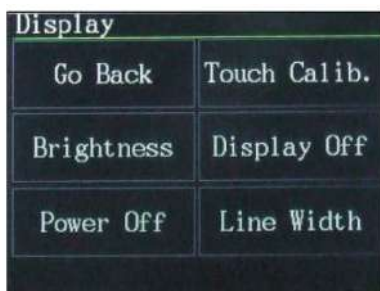 Display
Go Back
Touch Calib.
Brightness
Display Off
Power Off
Line Width